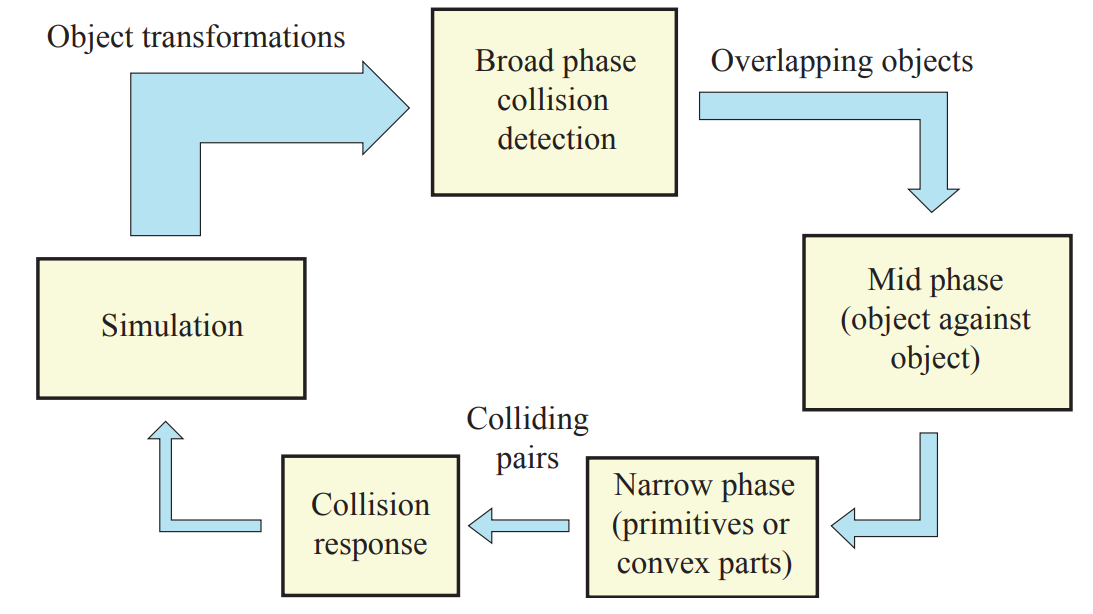 Object transformations
Broad phase
collision
detection
Overlapping objects
Mid phase
(object against
object)
Simulation
Colliding
pairs
Narrow phase
(primitives or
convex parts)
Collision
response